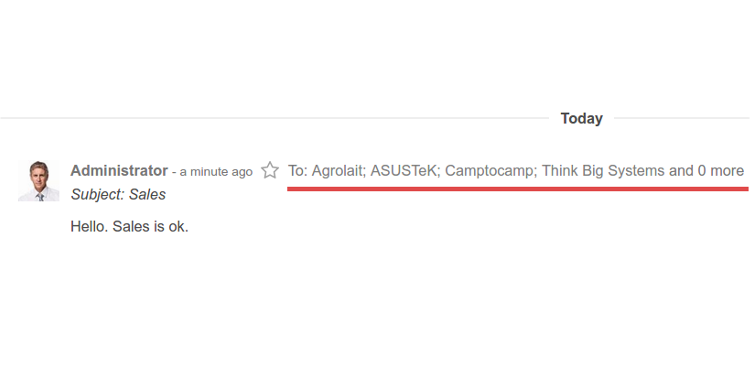 Today
Administrator - a minute ago To: Agrolait; ASUSTeK; Camptocamp; Think Big Systems and 0 more
Subject: Sales
Hello. Sales is ok.